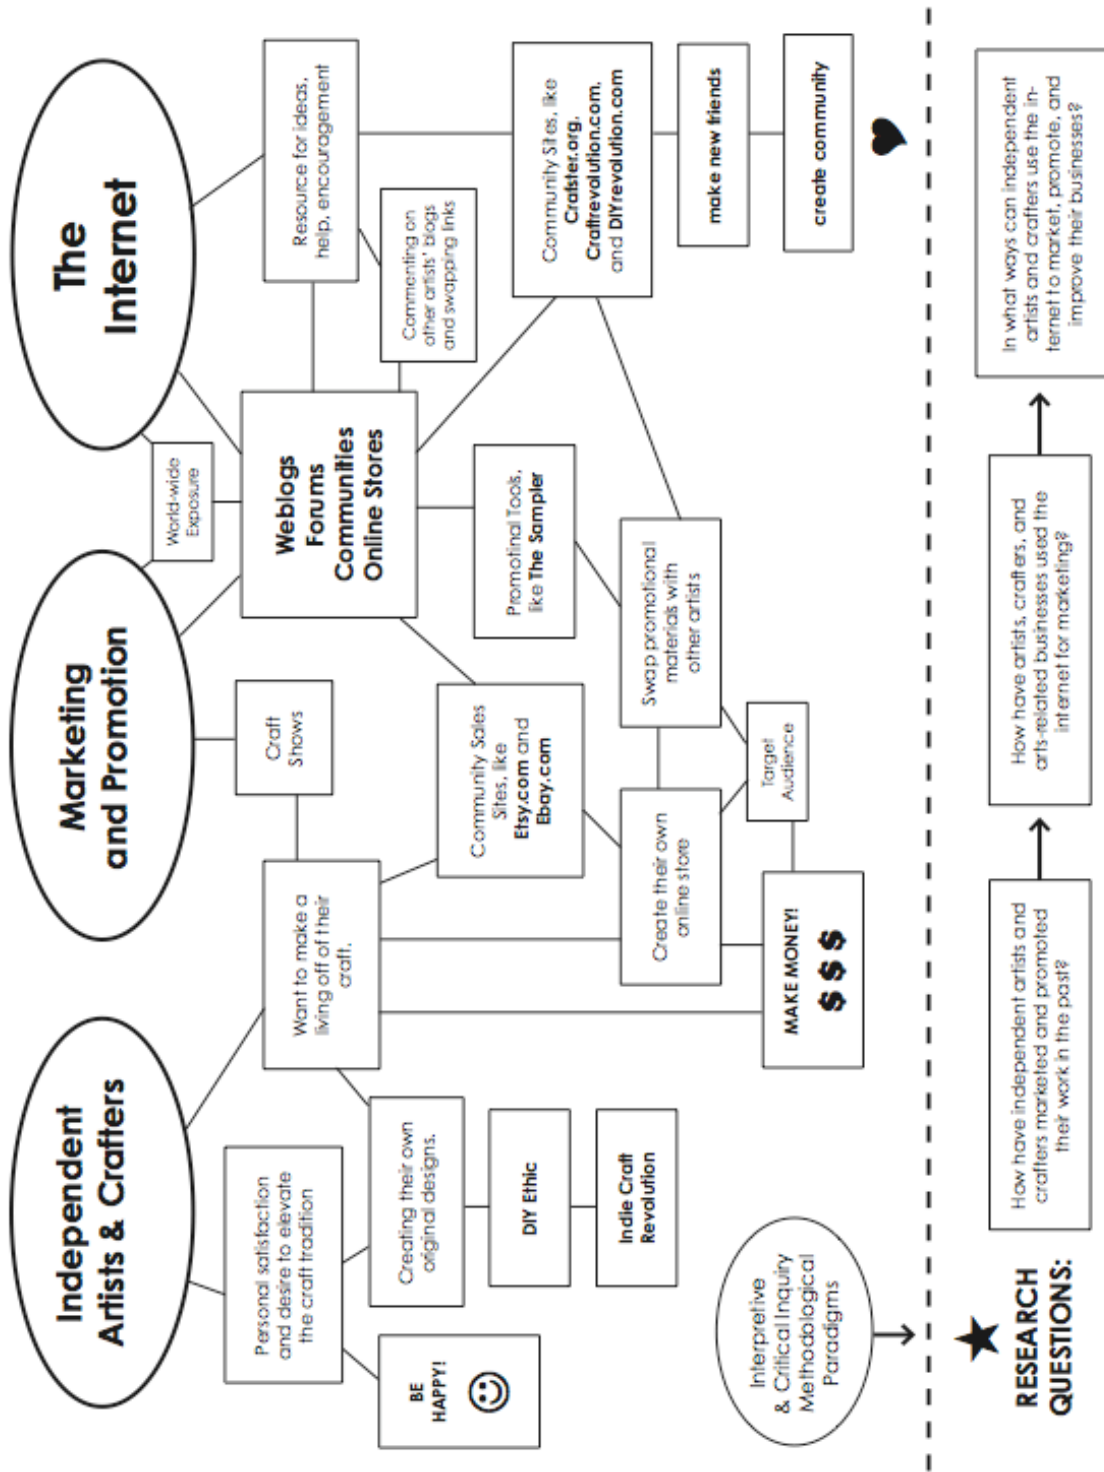 Independent
Artists & Crafters
Marketing
and Promotion
The
Internet
World-wide
Exposure
Personal satisfaction
and desire to elevate
the craft tradition
Want to make a
living off of their
craft.
Craft
Shows
Weblogs
Forums
Communities
Online Stores
Resource for ideas,
help, encouragement
Commenting on
other artists' blogs
and swapping links
BE
HAPPY!
Creating their own
original designs.
Community Sales
Sites, like
Etsy.com and
Ebay.com
Promotinal Tools,
like The Sampler
Community Sites, like
Craftster.org,
Craftrevolution.com,
and DIYrevolution.com
DIY Ethic
Indie Craft
Revolution
Create their own
online store
Swap promotional
materials with
other artists
make new friends
Target
Audience
MAKE MONEY!
$ $ $
create community
Interpretive
& Critical Inquiry
Methodological
Paradigms
RESEARCH
QUESTIONS:
How have independent artists and
crafters marketed and promoted
their work in the past?
How have artists, crafters, and
arts-related businesses used the
internet for marketing?
In what ways can independent
artists and crafters use the in-
ternet to market, promote, and
improve their businesses?